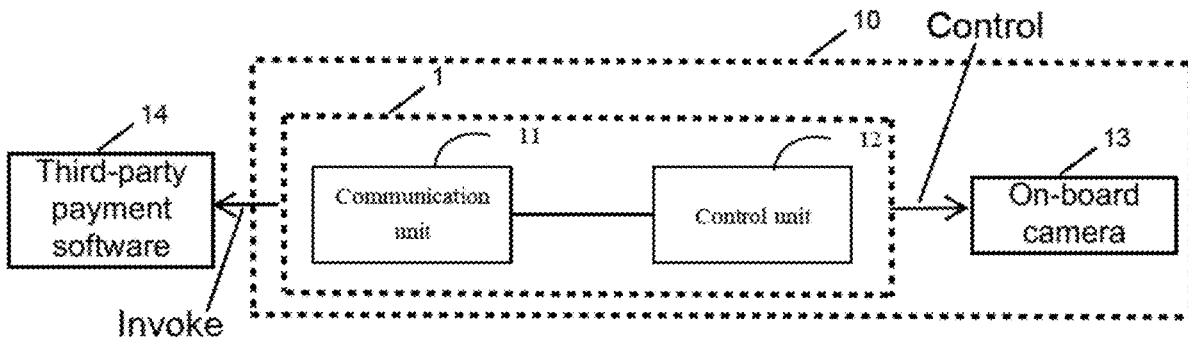 10
Control
1
14
11
12
13
Third-party
payment
software
Communication
unit
Control unit
On-board
camera
Invoke